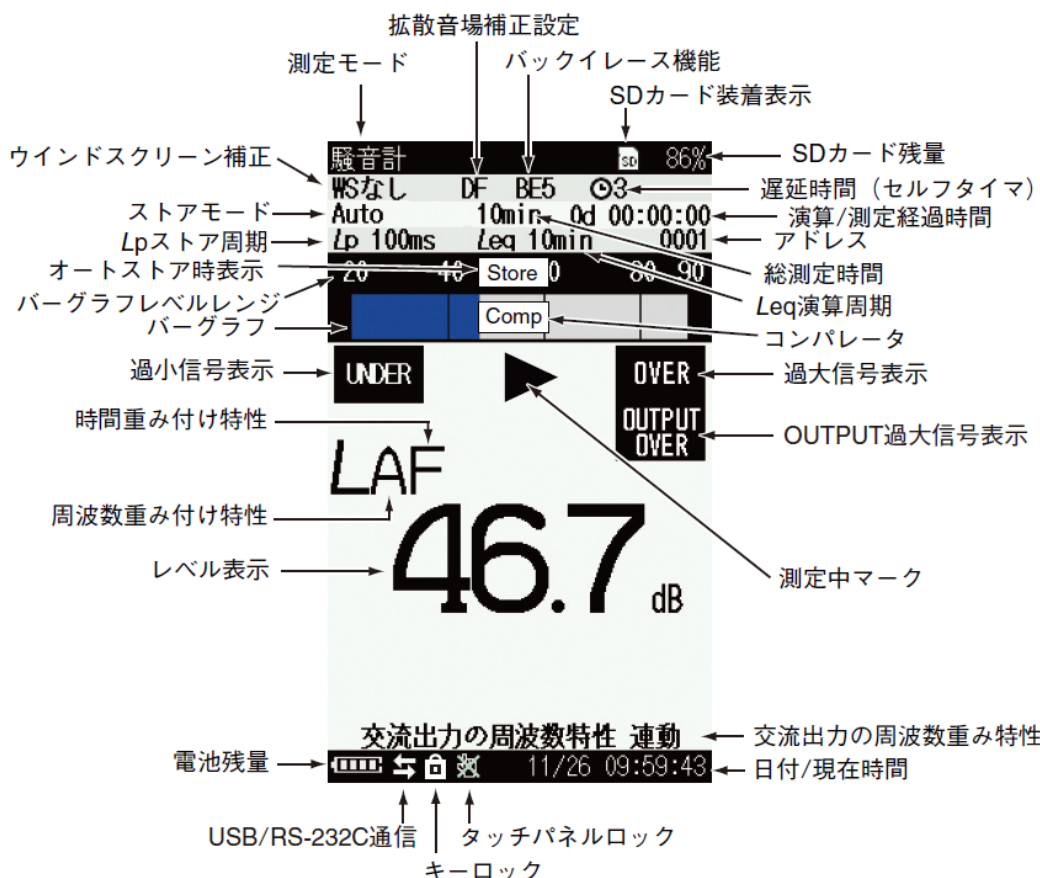 拡散音場補正設定
測定モード
バックイレース機能
SDカード装着表示
騒音計 SD 86%
ウインドスクリーン補正
SDカード残量
WSなし DF BE5 3
遅延時間(セルフタイマ)
ストアモード
Auto 10min 0d 00:00:00
演算/測定経過時間
Lpストア周期
Lp 100ms Leq 10min 0001
アドレス
オートストア時表示
20 40 Store 0 80 90
総測定時間
バーグラフレベルレンジ
Leq演算周期
バーグラフ
Comp
コンパレータ
過小信号表示
UNDER
OVER
過大信号表示
時間重み付け特性
OUTPUT
OVER
OUTPUT過大信号表示
LAF
周波数重み付け特性
レベル表示
46.7 dB
測定中マーク
交流出力の周波数特性 連動
交流出力の周波数重み特性
電池残量
11/26 09:59:43
日付/現在時間
USB/RS-232C通信
タッチパネルロック
キーロック